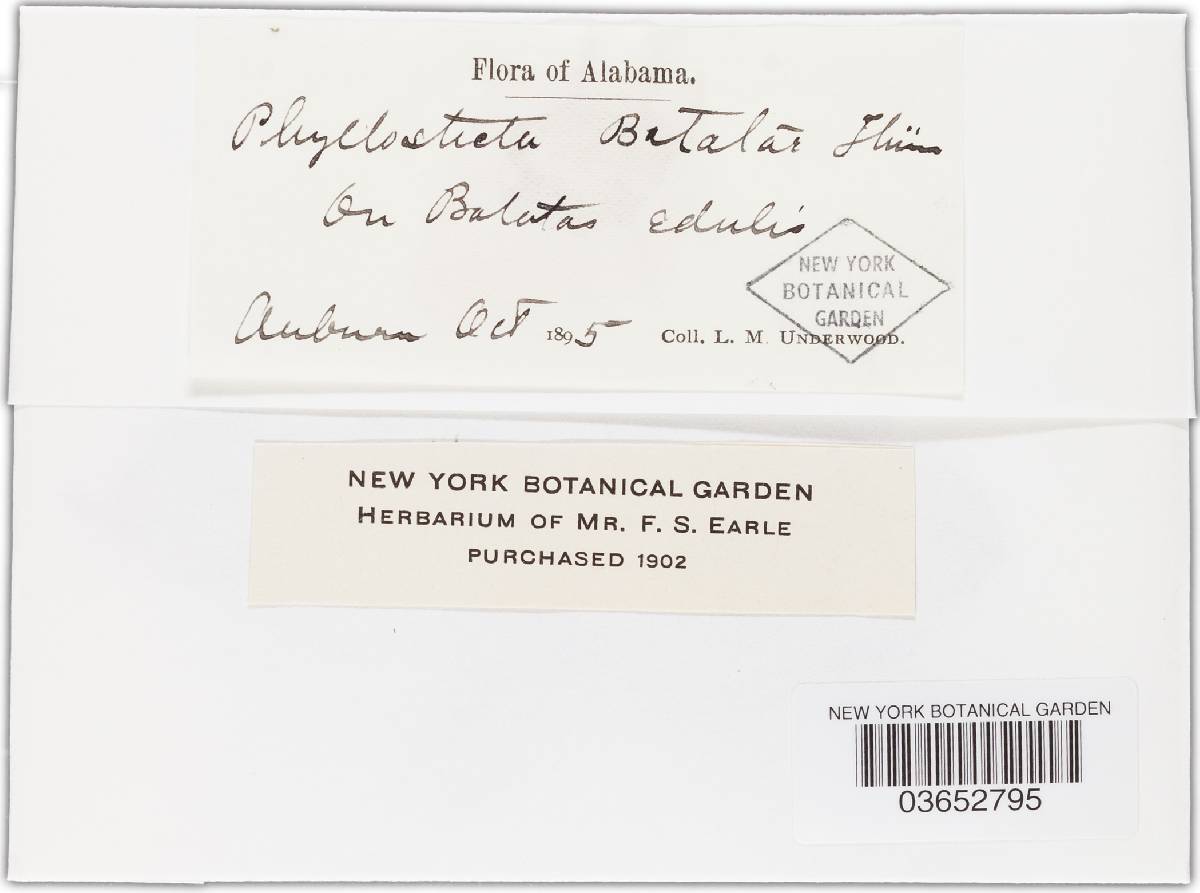 Flora of Alabama.
Phyllosticta Batatae Thüm
On Batatas edulis
NEW YORK
BOTANICAL
GARDEN
Auburn Oct 1895 Coll. L. M. UNDERWOOD.
NEW YORK BOTANICAL GARDEN
HERBARIUM OF MR. F. S. EARLE
PURCHASED 1902
NEW YORK BOTANICAL GARDEN
03652795